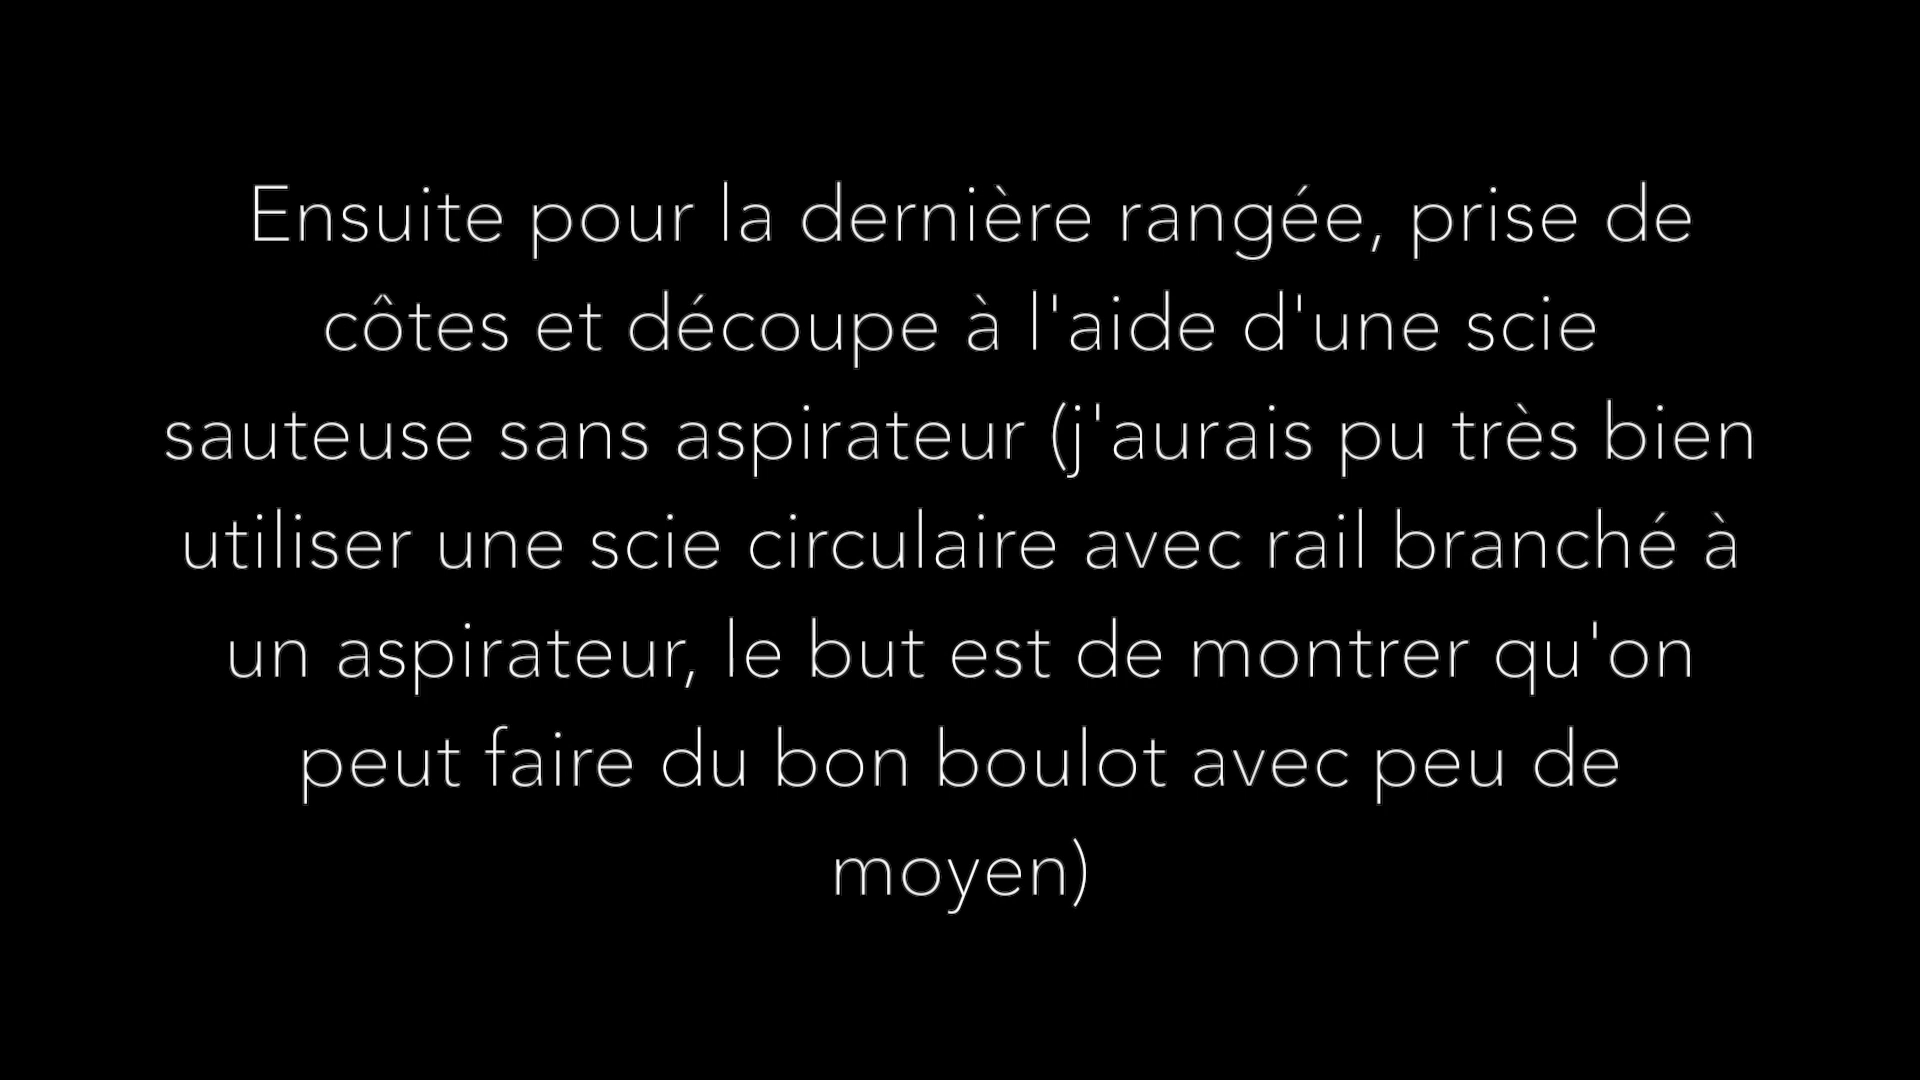 Ensuite pour la dernière rangée, prise de
côtes et découpe à l'aide d'une scie
sauteuse sans aspirateur (j'aurais pu très bien
utiliser une scie circulaire avec rail branché à
un aspirateur, le but est de montrer qu'on
peut faire du bon boulot avec peu de
moyen)